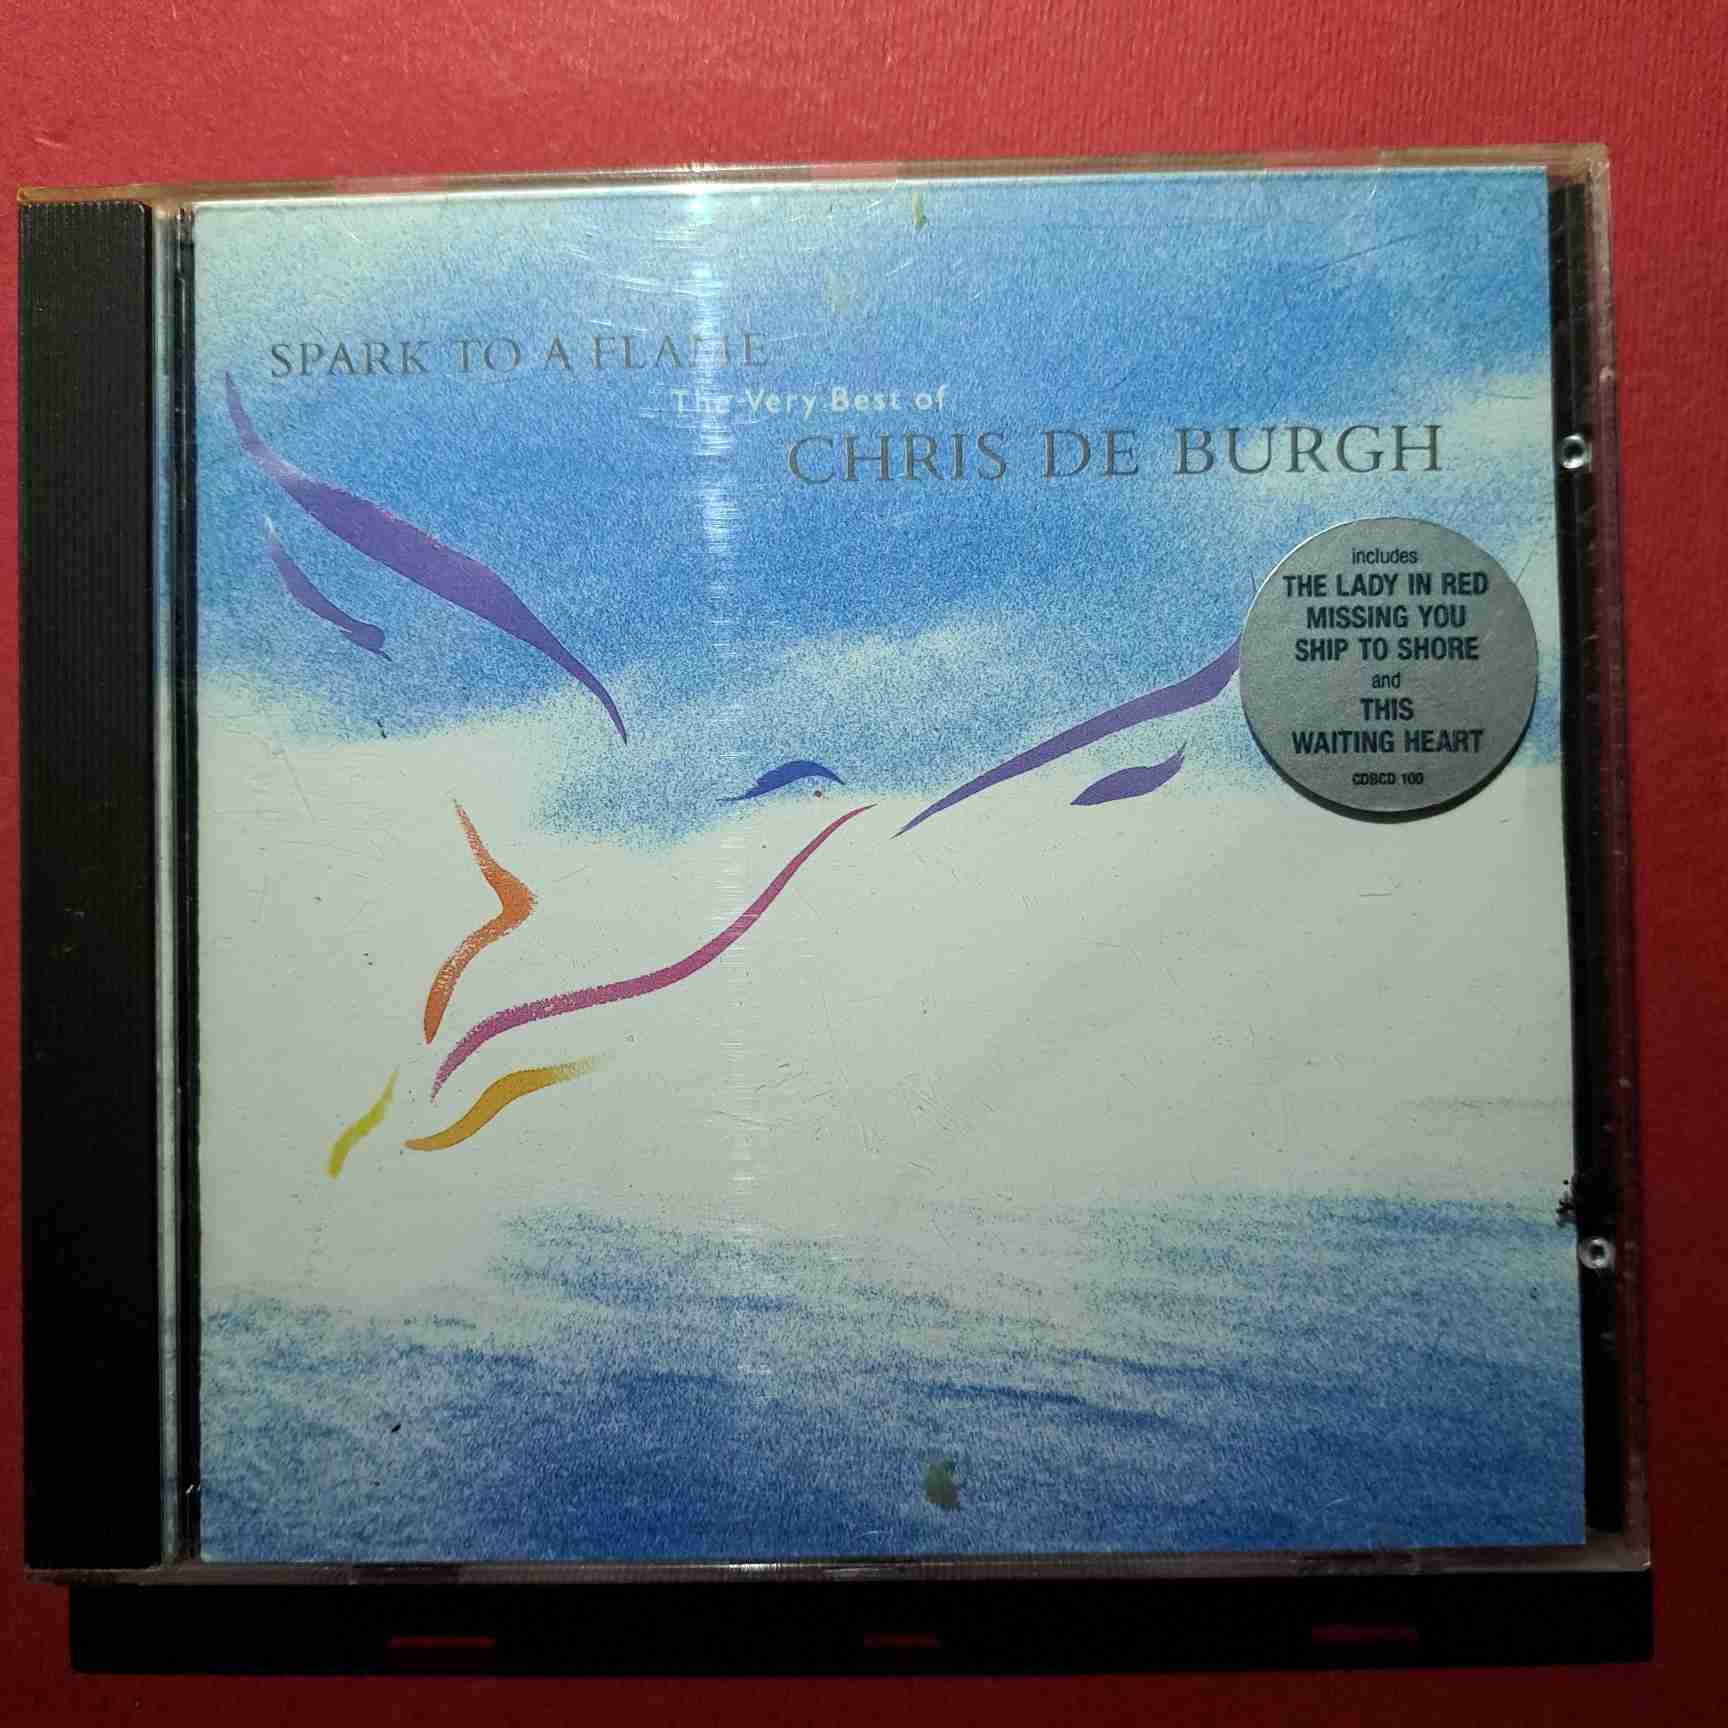 SPARK TO A FLAME
The Very Best of
CHRIS DE BURGH
includes
THE LADY IN RED
MISSING YOU
SHIP TO SHORE
and
THIS
WAITING HEART
CDBCD 100